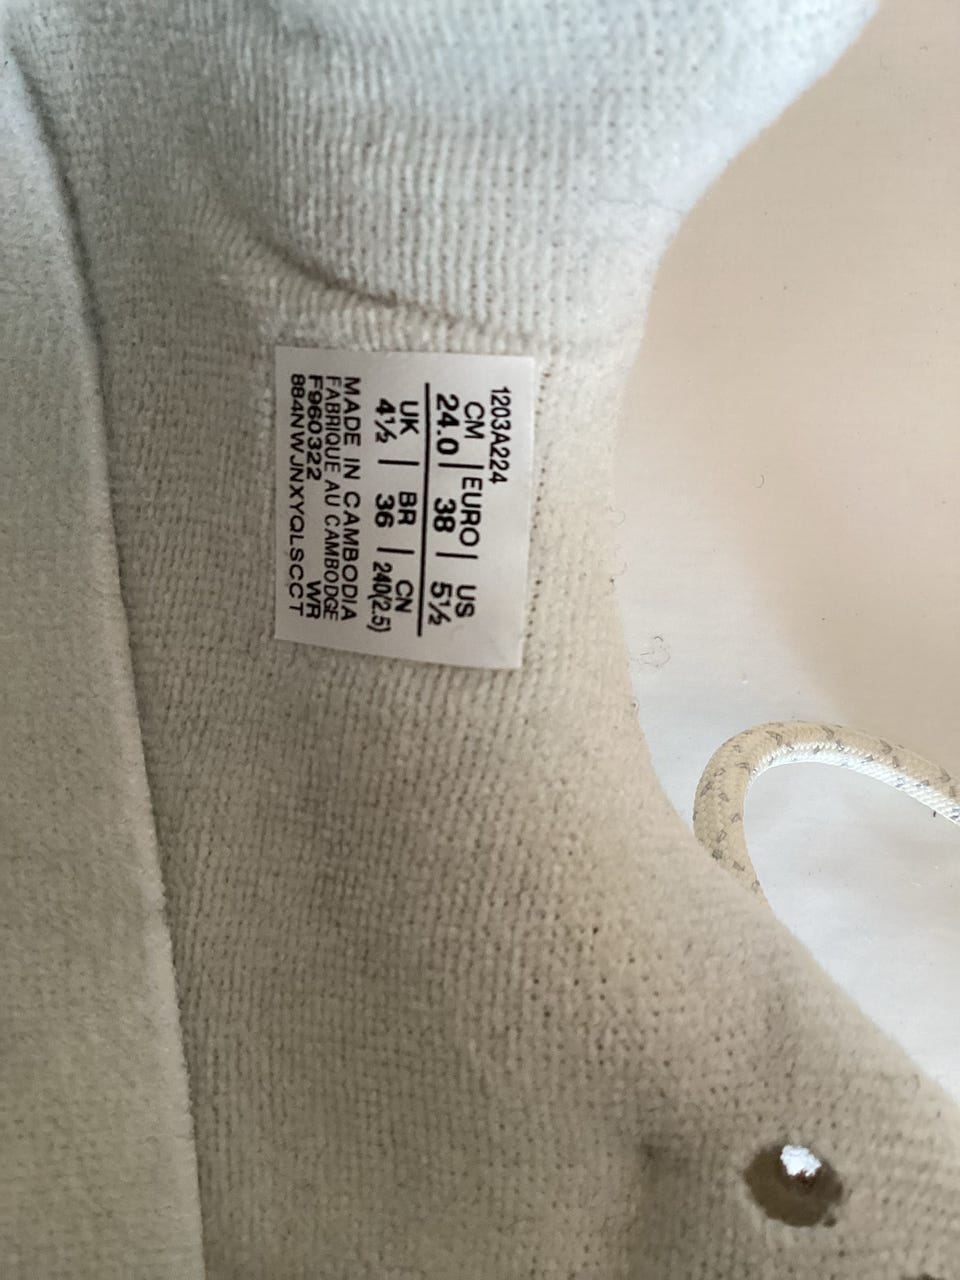 1203A224
CM | EURO | US
24.0 | 38 5½
UK | BR | CN
4½ | 36 | 240(2.5)
MADE IN CAMBODIA
FABRIQUE AU CAMBODGE
F960322 WR
884NWJNXYQLSCCT